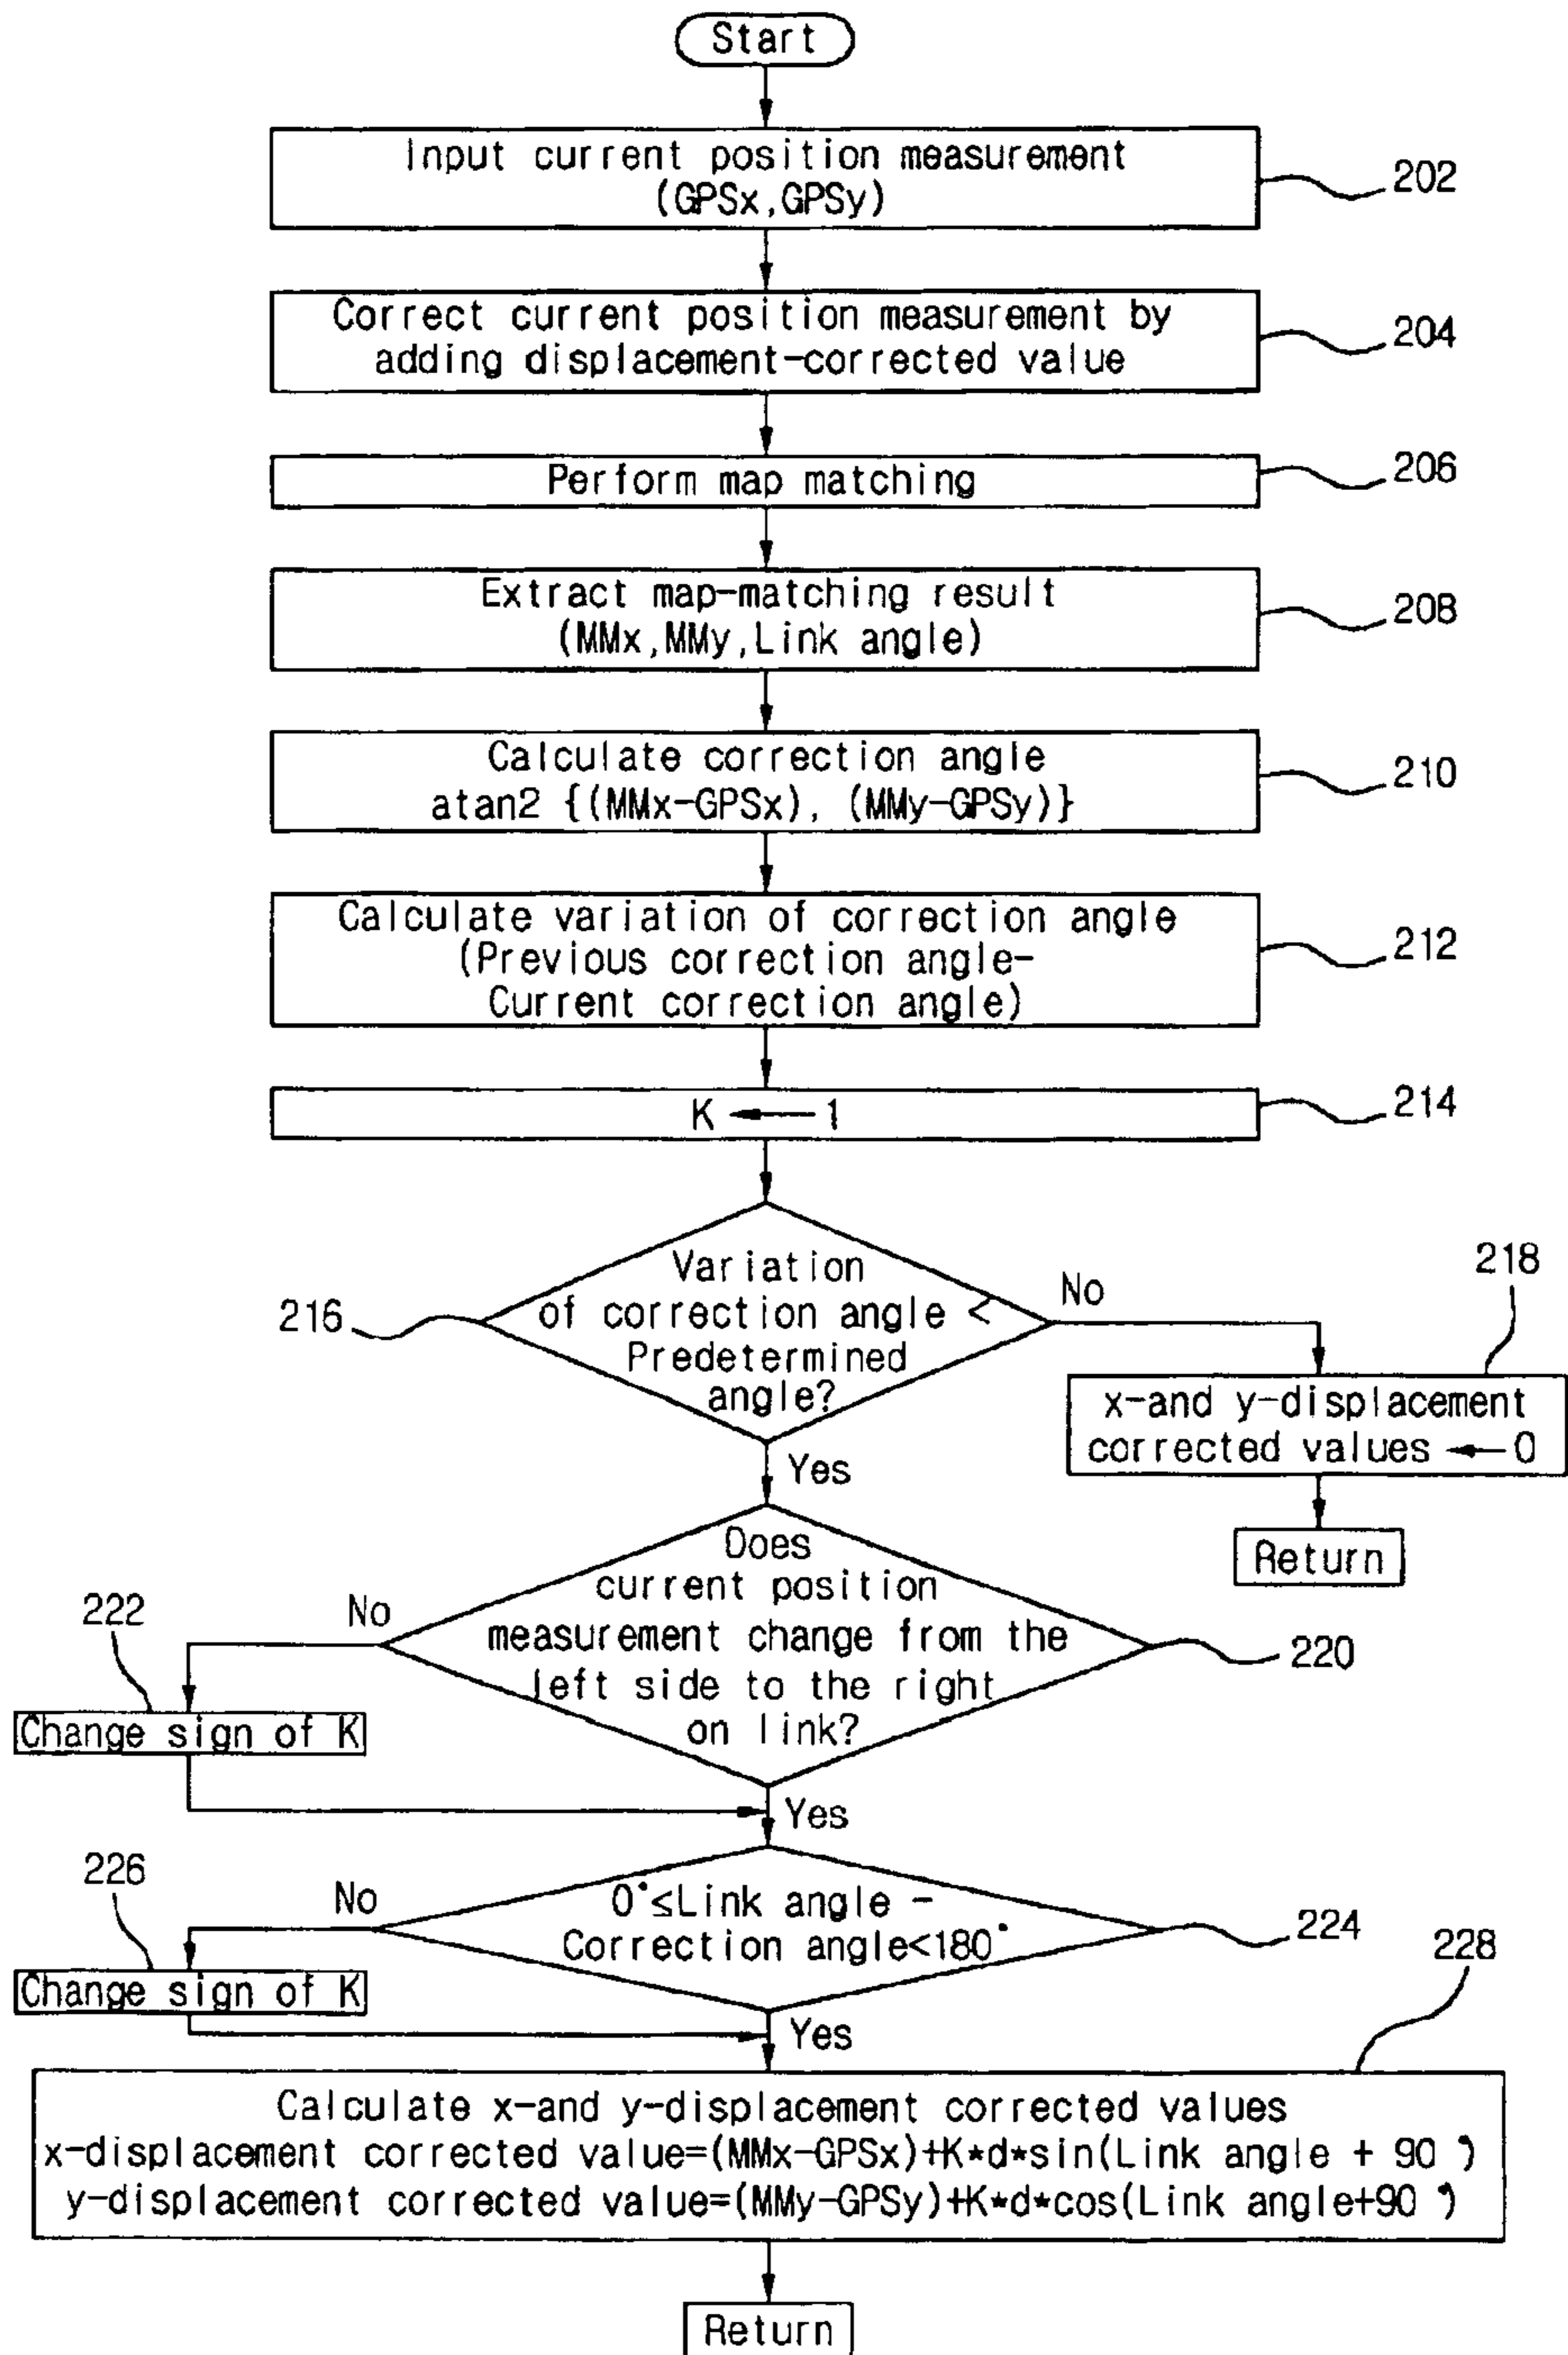 Start
Input current position measurement
(GPSx,GPSy)
202
Correct current position measurement by
adding displacement-corrected value
204
Perform map matching
206
Extract map-matching result
(MMx,MMy,Link angle)
208
Calculate correction angle
atan2 {(MMx-GPSx), (MMy-GPSy)}
210
Calculate variation of correction angle
(Previous correction angle-
Current correction angle)
212
K ← 1
214
Variation
of correction angle <
Predetermined
angle?
216
No
218
x-and y-displacement
corrected values ← 0
Return
Yes
Does
current position
measurement change from the
left side to the right
on link?
220
No
222
Change sign of K
Yes
0°≤Link angle -
Correction angle<180°
224
No
226
Change sign of K
Yes
228
Calculate x-and y-displacement corrected values
x-displacement corrected value=(MMx-GPSx)+K*d*sin(Link angle + 90°)
y-displacement corrected value=(MMy-GPSy)+K*d*cos(Link angle+90°)
Return